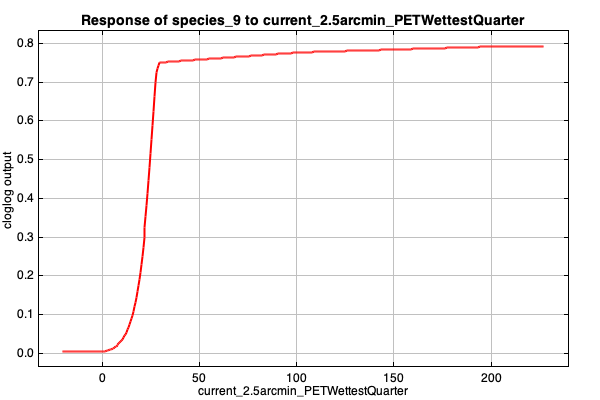 Response of species_9 to current_2.5arcmin_PETWettestQuarter
0.8
0.7
0.6
0.5
0.4
0.3
0.2
0.1
0.0
cloglog output
0 50 100 150 200
current_2.5arcmin_PETWettestQuarter